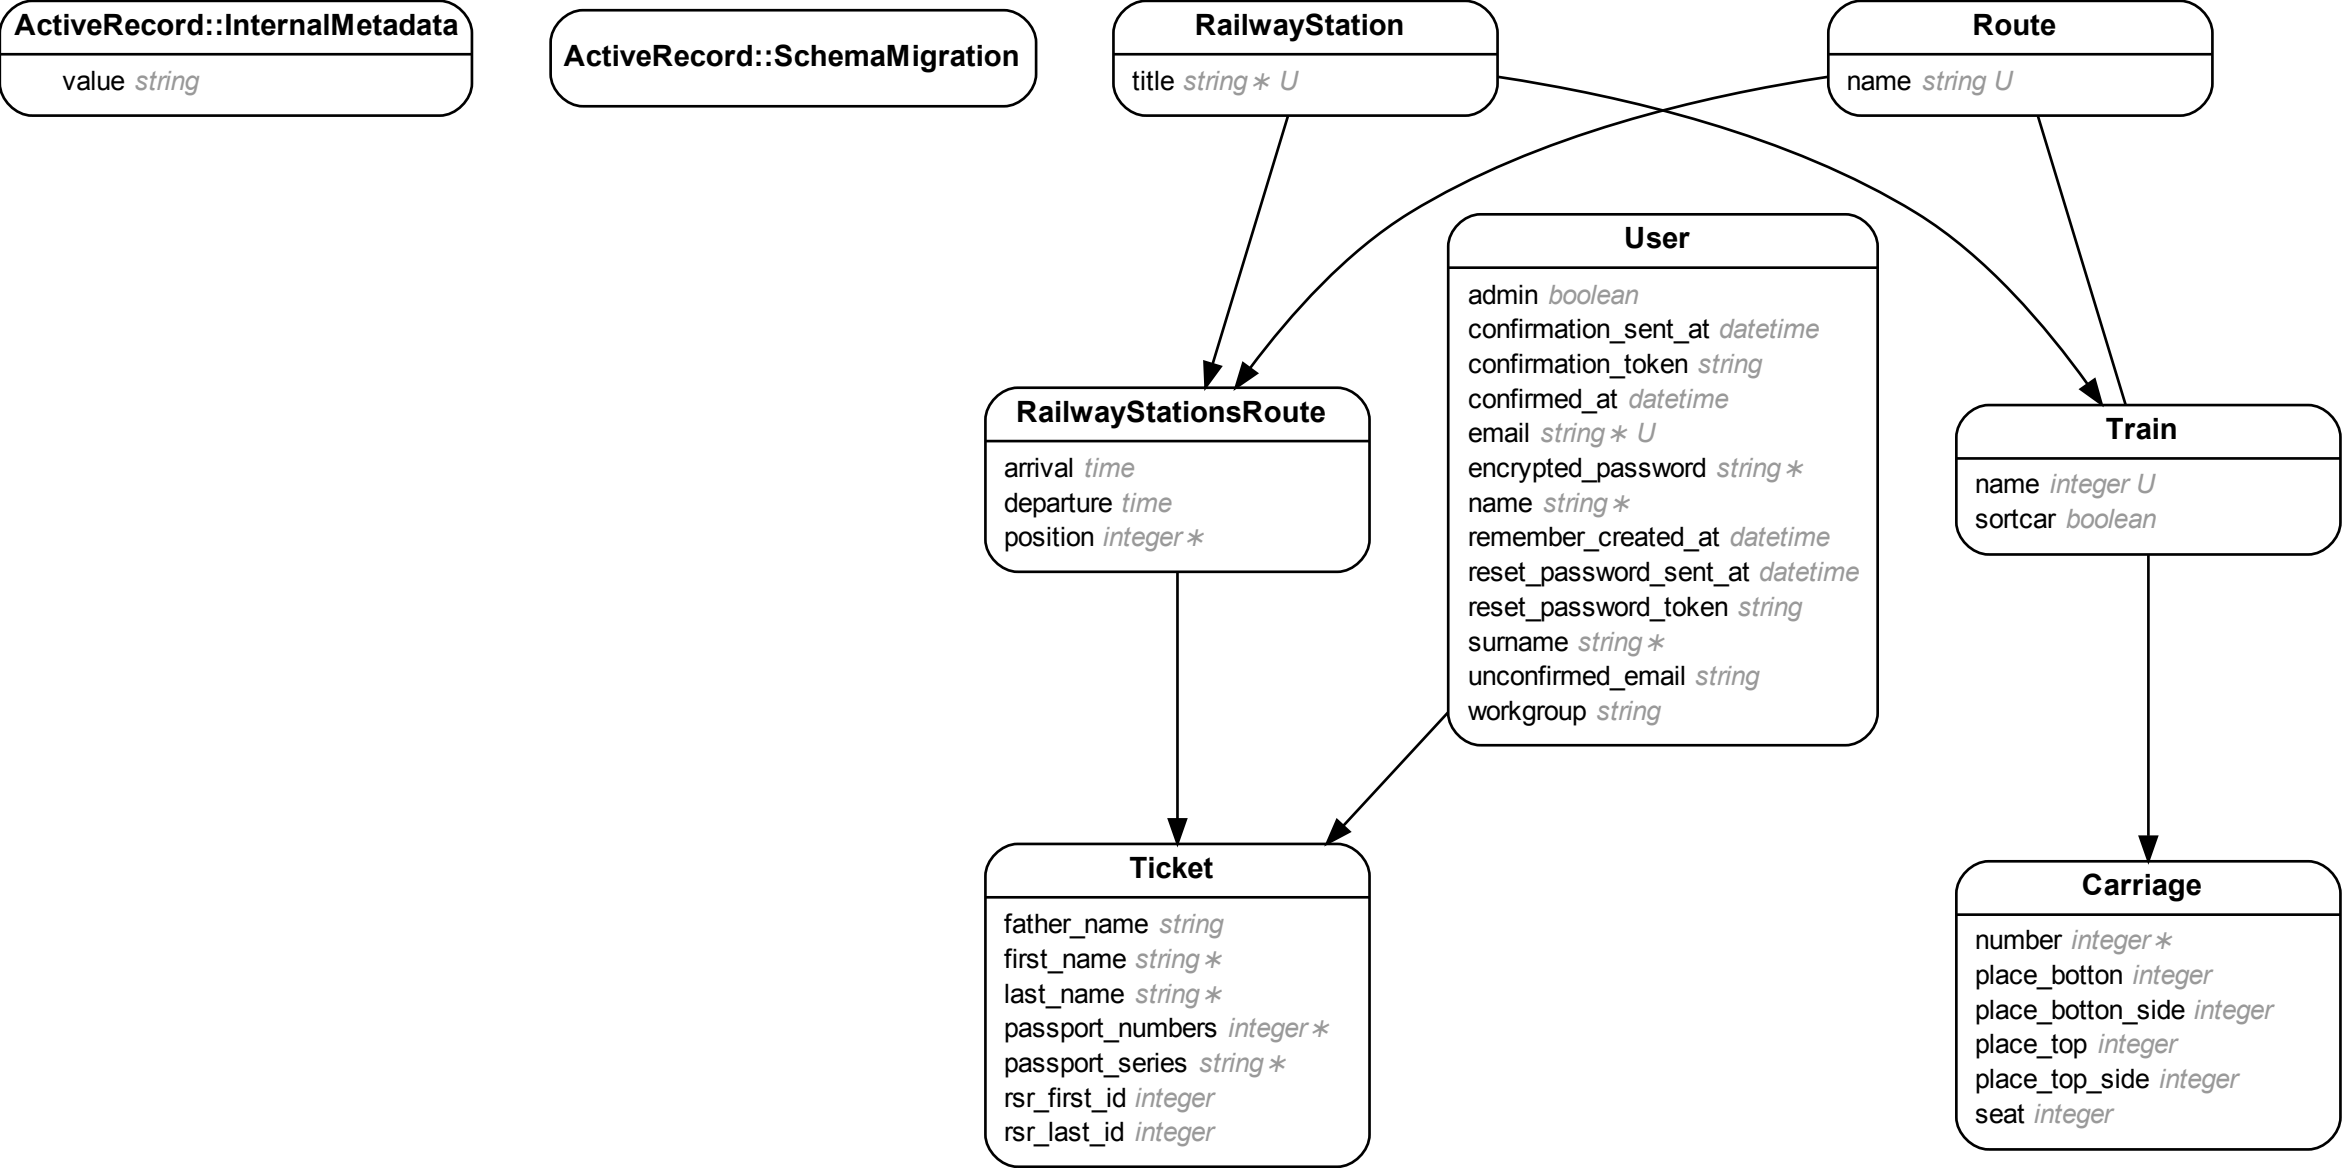 ActiveRecord::InternalMetadata
value string
ActiveRecord::SchemaMigration
RailwayStation
title string∗ U
Route
name string U
User
admin boolean
confirmation_sent_at datetime
confirmation_token string
confirmed_at datetime
email string∗ U
encrypted_password string∗
name string∗
remember_created_at datetime
reset_password_sent_at datetime
reset_password_token string
surname string∗
unconfirmed_email string
workgroup string
RailwayStationsRoute
arrival time
departure time
position integer∗
Train
name integer U
sortcar boolean
Ticket
father_name string
first_name string∗
last_name string∗
passport_numbers integer∗
passport_series string∗
rsr_first_id integer
rsr_last_id integer
Carriage
number integer∗
place_botton integer
place_botton_side integer
place_top integer
place_top_side integer
seat integer